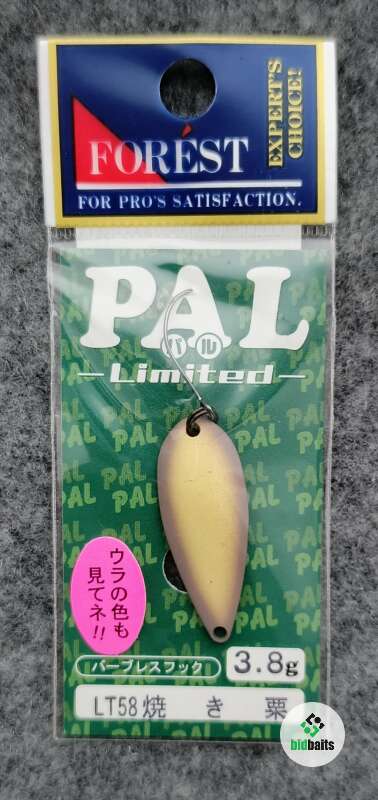 FORÉST
EXPERT'S
CHOICE!
FOR PRO'S SATISFACTION.
PAL
パル
Limited
ウラの色も
見てネ!!
バーブレスフック
3.8g
LT58 焼き栗
bidbaits